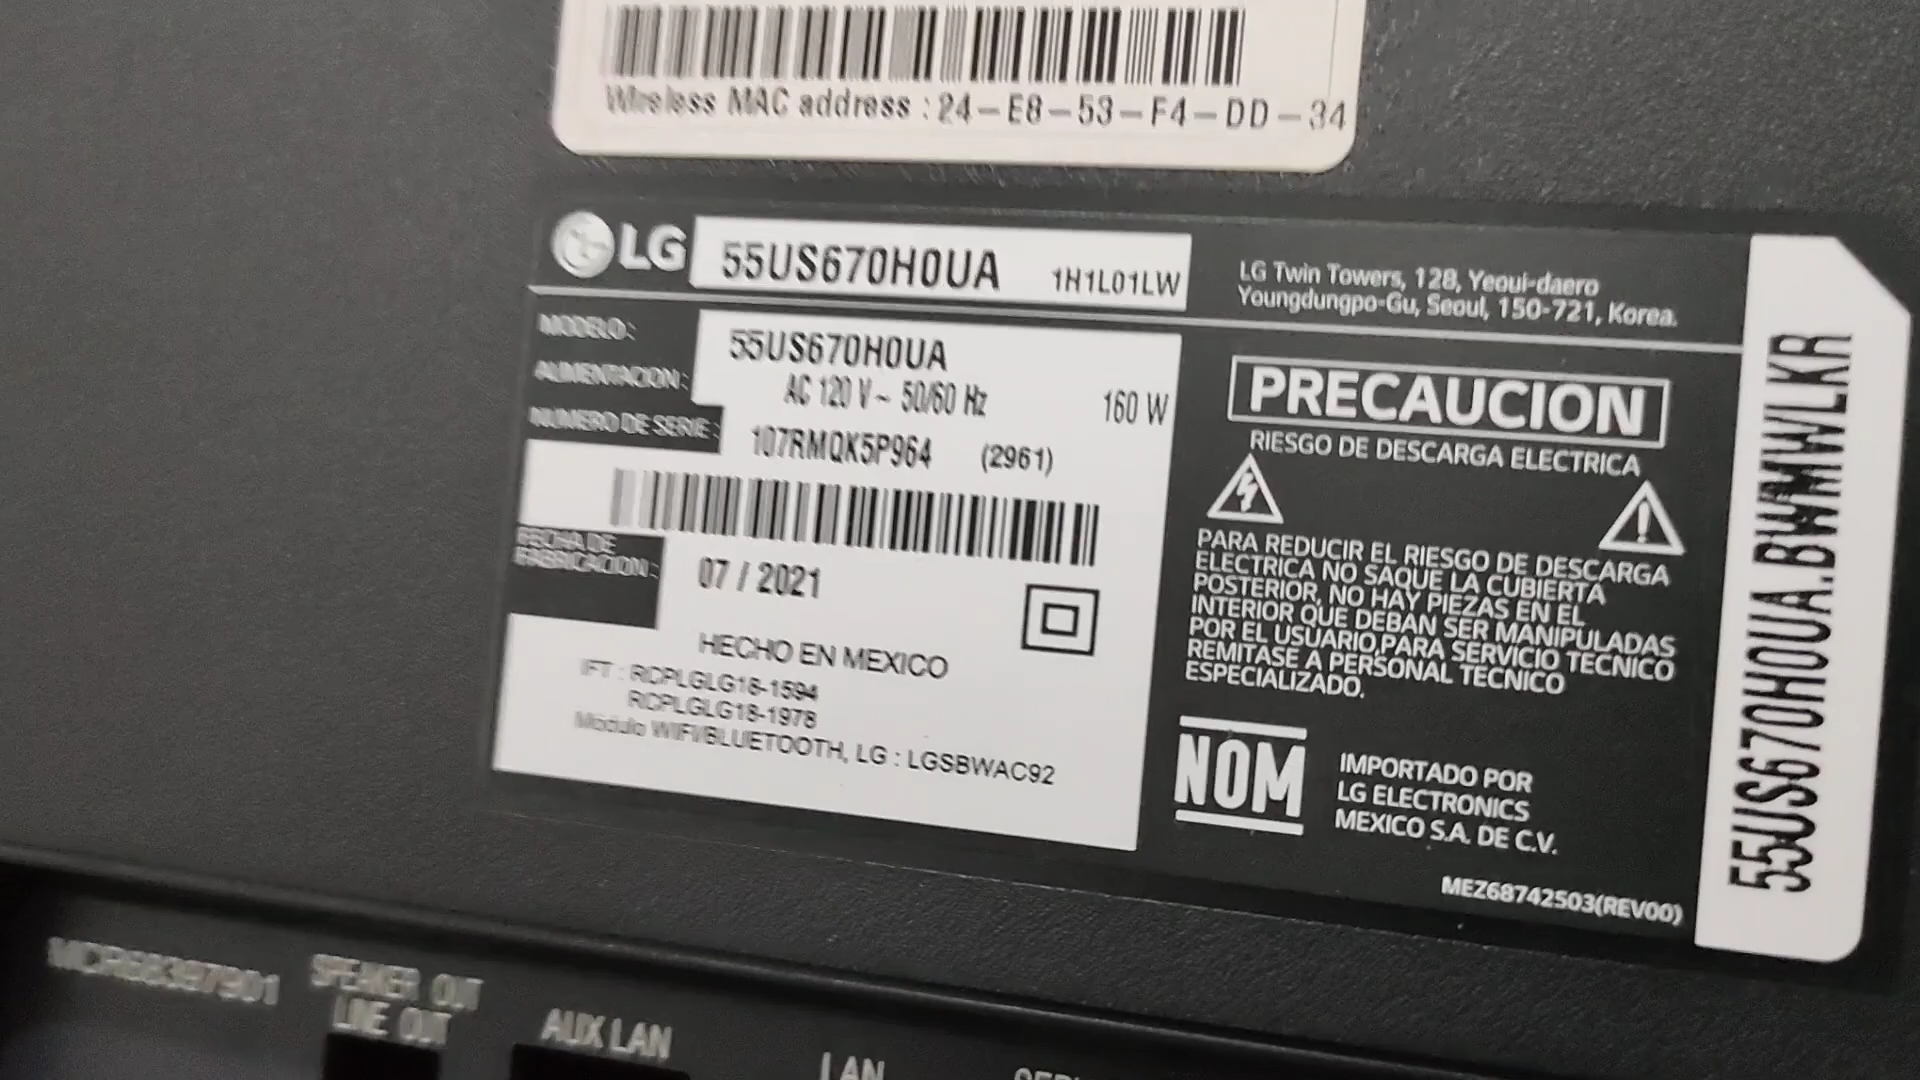 Wireless MAC address : 24-E8-53-F4-DD-34
LG 55US670H0UA 1H1L01LW
LG Twin Towers, 128, Yeoui-daero
Youngdungpo-Gu, Seoul, 150-721, Korea.
MODELO: 55US670H0UA
ALIMENTACION: AC 120 V~ 50/60 Hz 160 W
NUMERO DE SERIE: 107RMQK5P964 (2961)
FECHA DE
FABRICACION: 07 / 2021
HECHO EN MEXICO
IFT : RCPLGLG18-1594
RCPLGLG18-1978
Módulo WIFI/BLUETOOTH, LG : LGSBWAC92
PRECAUCION
RIESGO DE DESCARGA ELECTRICA
PARA REDUCIR EL RIESGO DE DESCARGA
ELECTRICA NO SAQUE LA CUBIERTA
POSTERIOR, NO HAY PIEZAS EN EL
INTERIOR QUE DEBAN SER MANIPULADAS
POR EL USUARIO,PARA SERVICIO TECNICO
REMITASE A PERSONAL TECNICO
ESPECIALIZADO.
NOM
IMPORTADO POR
LG ELECTRONICS
MEXICO S.A. DE C.V.
MEZ68742503(REV00)
55US670H0UA.BWMWLKR
SPEAKER OUT
LINE OUT
AUX LAN
LAN